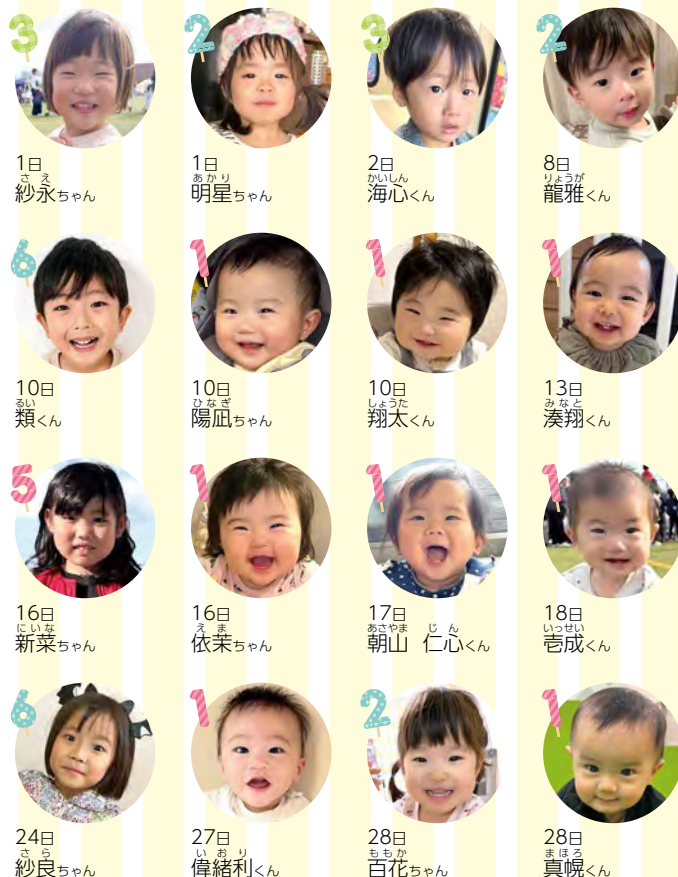 3
1日
さえ
紗永ちゃん
2
1日
あかり
明星ちゃん
3
2日
かいしん
海心くん
2
8日
りょうが
龍雅くん
6
10日
るい
類くん
1
10日
ひなぎ
陽凪ちゃん
1
10日
しょうた
翔太くん
1
13日
みなと
湊翔くん
5
16日
にいな
新菜ちゃん
1
16日
えま
依茉ちゃん
1
17日
あさやま じん
朝山 仁心くん
1
18日
いっせい
壱成くん
6
24日
さら
紗良ちゃん
1
27日
いおり
偉緒利くん
2
28日
ももか
百花ちゃん
1
28日
まほろ
真幌くん